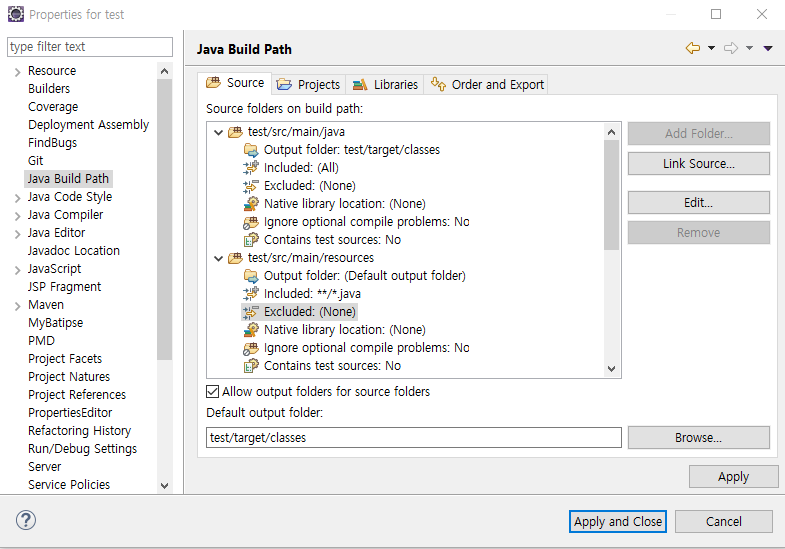 Properties for test
type filter text
Resource
Builders
Coverage
Deployment Assembly
FindBugs
Git
Java Build Path
Java Code Style
Java Compiler
Java Editor
Javadoc Location
JavaScript
JSP Fragment
Maven
MyBatipse
PMD
Project Facets
Project Natures
Project References
PropertiesEditor
Refactoring History
Run/Debug Settings
Server
Service Policies
Java Build Path
Source
Projects
Libraries
Order and Export
Source folders on build path:
test/src/main/java
Output folder: test/target/classes
Included: (All)
Excluded: (None)
Native library location: (None)
Ignore optional compile problems: No
Contains test sources: No
test/src/main/resources
Output folder: (Default output folder)
Included: **/*.java
Excluded: (None)
Native library location: (None)
Ignore optional compile problems: No
Contains test sources: No
Add Folder...
Link Source...
Edit...
Remove
Allow output folders for source folders
Default output folder:
test/target/classes
Browse...
Apply
Apply and Close
Cancel